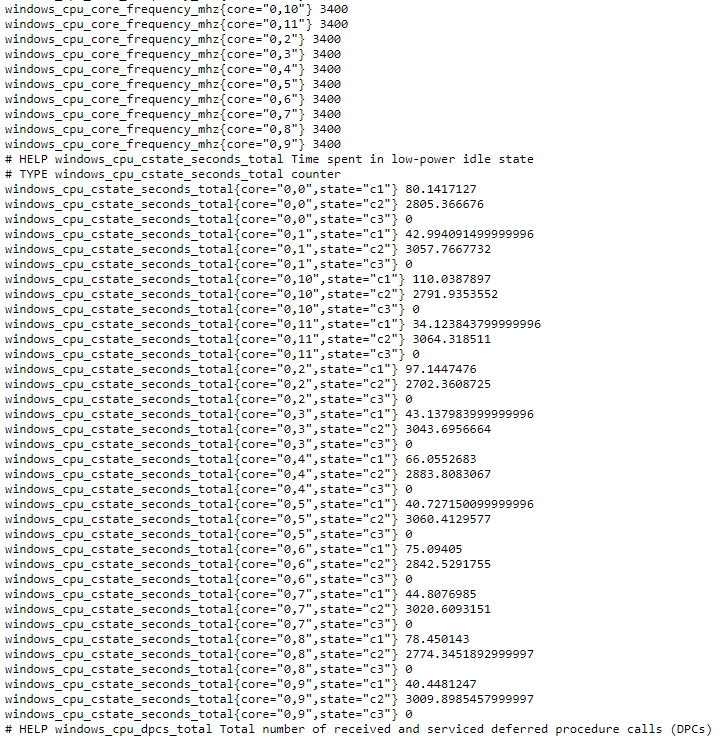 windows_cpu_core_frequency_mhz{core="0,10"} 3400
windows_cpu_core_frequency_mhz{core="0,11"} 3400
windows_cpu_core_frequency_mhz{core="0,2"} 3400
windows_cpu_core_frequency_mhz{core="0,3"} 3400
windows_cpu_core_frequency_mhz{core="0,4"} 3400
windows_cpu_core_frequency_mhz{core="0,5"} 3400
windows_cpu_core_frequency_mhz{core="0,6"} 3400
windows_cpu_core_frequency_mhz{core="0,7"} 3400
windows_cpu_core_frequency_mhz{core="0,8"} 3400
windows_cpu_core_frequency_mhz{core="0,9"} 3400
# HELP windows_cpu_cstate_seconds_total Time spent in low-power idle state
# TYPE windows_cpu_cstate_seconds_total counter
windows_cpu_cstate_seconds_total{core="0,0",state="c1"} 80.1417127
windows_cpu_cstate_seconds_total{core="0,0",state="c2"} 2805.366676
windows_cpu_cstate_seconds_total{core="0,0",state="c3"} 0
windows_cpu_cstate_seconds_total{core="0,1",state="c1"} 42.994091499999996
windows_cpu_cstate_seconds_total{core="0,1",state="c2"} 3057.7667732
windows_cpu_cstate_seconds_total{core="0,1",state="c3"} 0
windows_cpu_cstate_seconds_total{core="0,10",state="c1"} 110.0387897
windows_cpu_cstate_seconds_total{core="0,10",state="c2"} 2791.9353552
windows_cpu_cstate_seconds_total{core="0,10",state="c3"} 0
windows_cpu_cstate_seconds_total{core="0,11",state="c1"} 34.123843799999996
windows_cpu_cstate_seconds_total{core="0,11",state="c2"} 3064.318511
windows_cpu_cstate_seconds_total{core="0,11",state="c3"} 0
windows_cpu_cstate_seconds_total{core="0,2",state="c1"} 97.1447476
windows_cpu_cstate_seconds_total{core="0,2",state="c2"} 2702.3608725
windows_cpu_cstate_seconds_total{core="0,2",state="c3"} 0
windows_cpu_cstate_seconds_total{core="0,3",state="c1"} 43.137983999999996
windows_cpu_cstate_seconds_total{core="0,3",state="c2"} 3043.6956664
windows_cpu_cstate_seconds_total{core="0,3",state="c3"} 0
windows_cpu_cstate_seconds_total{core="0,4",state="c1"} 66.0552683
windows_cpu_cstate_seconds_total{core="0,4",state="c2"} 2883.8083067
windows_cpu_cstate_seconds_total{core="0,4",state="c3"} 0
windows_cpu_cstate_seconds_total{core="0,5",state="c1"} 40.727150099999996
windows_cpu_cstate_seconds_total{core="0,5",state="c2"} 3060.4129577
windows_cpu_cstate_seconds_total{core="0,5",state="c3"} 0
windows_cpu_cstate_seconds_total{core="0,6",state="c1"} 75.09405
windows_cpu_cstate_seconds_total{core="0,6",state="c2"} 2842.5291755
windows_cpu_cstate_seconds_total{core="0,6",state="c3"} 0
windows_cpu_cstate_seconds_total{core="0,7",state="c1"} 44.8076985
windows_cpu_cstate_seconds_total{core="0,7",state="c2"} 3020.6093151
windows_cpu_cstate_seconds_total{core="0,7",state="c3"} 0
windows_cpu_cstate_seconds_total{core="0,8",state="c1"} 78.450143
windows_cpu_cstate_seconds_total{core="0,8",state="c2"} 2774.3451892999997
windows_cpu_cstate_seconds_total{core="0,8",state="c3"} 0
windows_cpu_cstate_seconds_total{core="0,9",state="c1"} 40.4481247
windows_cpu_cstate_seconds_total{core="0,9",state="c2"} 3009.8985457999997
windows_cpu_cstate_seconds_total{core="0,9",state="c3"} 0
# HELP windows_cpu_dpcs_total Total number of received and serviced deferred procedure calls (DPCs)